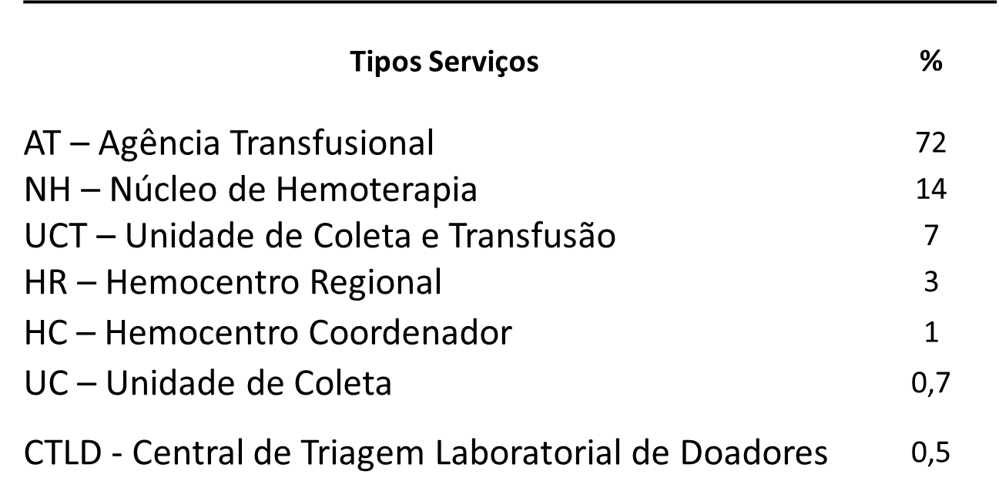 Tipos Serviços %
AT – Agência Transfusional 72
NH – Núcleo de Hemoterapia 14
UCT – Unidade de Coleta e Transfusão 7
HR – Hemocentro Regional 3
HC – Hemocentro Coordenador 1
UC – Unidade de Coleta 0,7
CTLD - Central de Triagem Laboratorial de Doadores 0,5